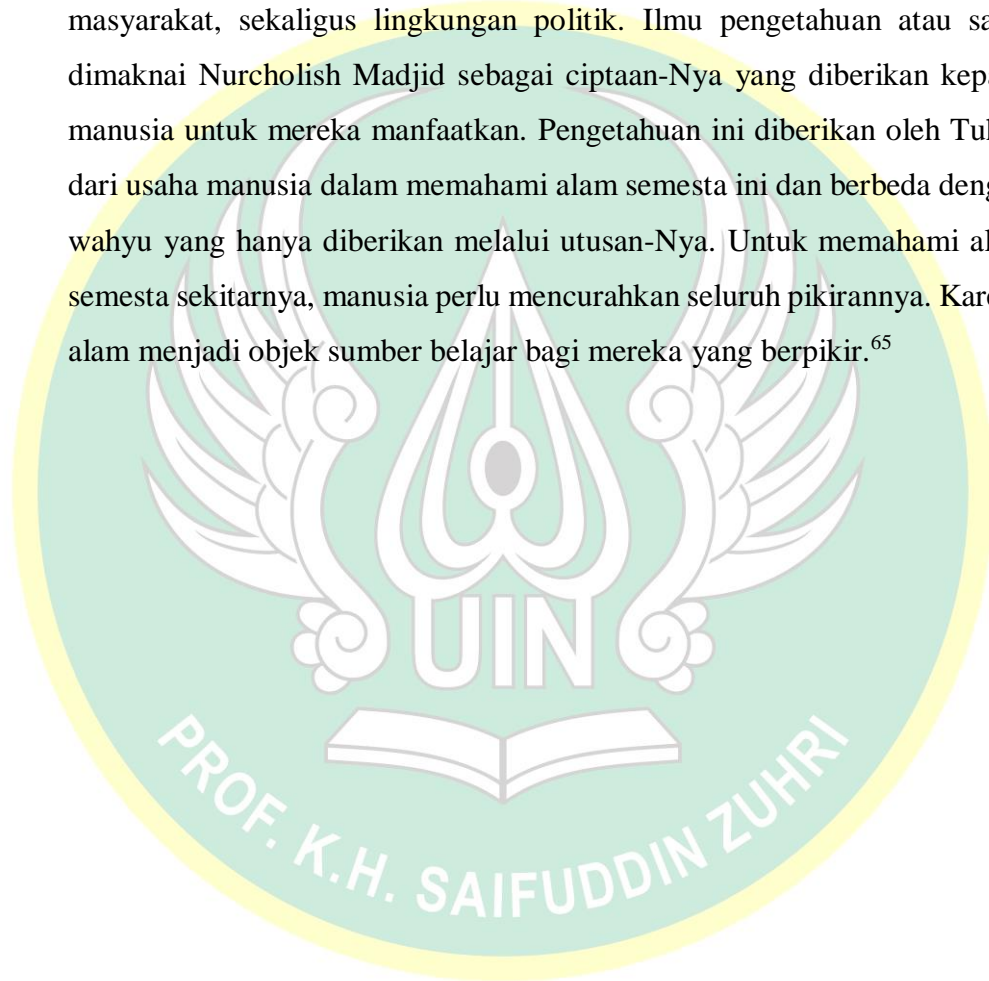 masyarakat, sekaligus lingkungan politik. Ilmu pengetahuan atau sa
dimaknai Nurcholish Madjid sebagai ciptaan-Nya yang diberikan kepa
manusia untuk mereka manfaatkan. Pengetahuan ini diberikan oleh Tuh
dari usaha manusia dalam memahami alam semesta ini dan berbeda deng
wahyu yang hanya diberikan melalui utusan-Nya. Untuk memahami al
semesta sekitarnya, manusia perlu mencurahkan seluruh pikirannya. Kare
alam menjadi objek sumber belajar bagi mereka yang berpikir.65
UIN
PROF. K.H. SAIFUDDIN ZUHRI